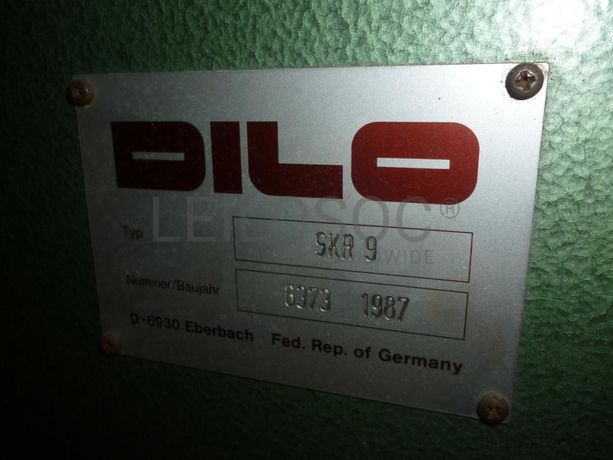 DILO
Typ SKR 9
Nummer/Baujahr 6373 1987
D-6930 Eberbach Fed. Rep. of Germany